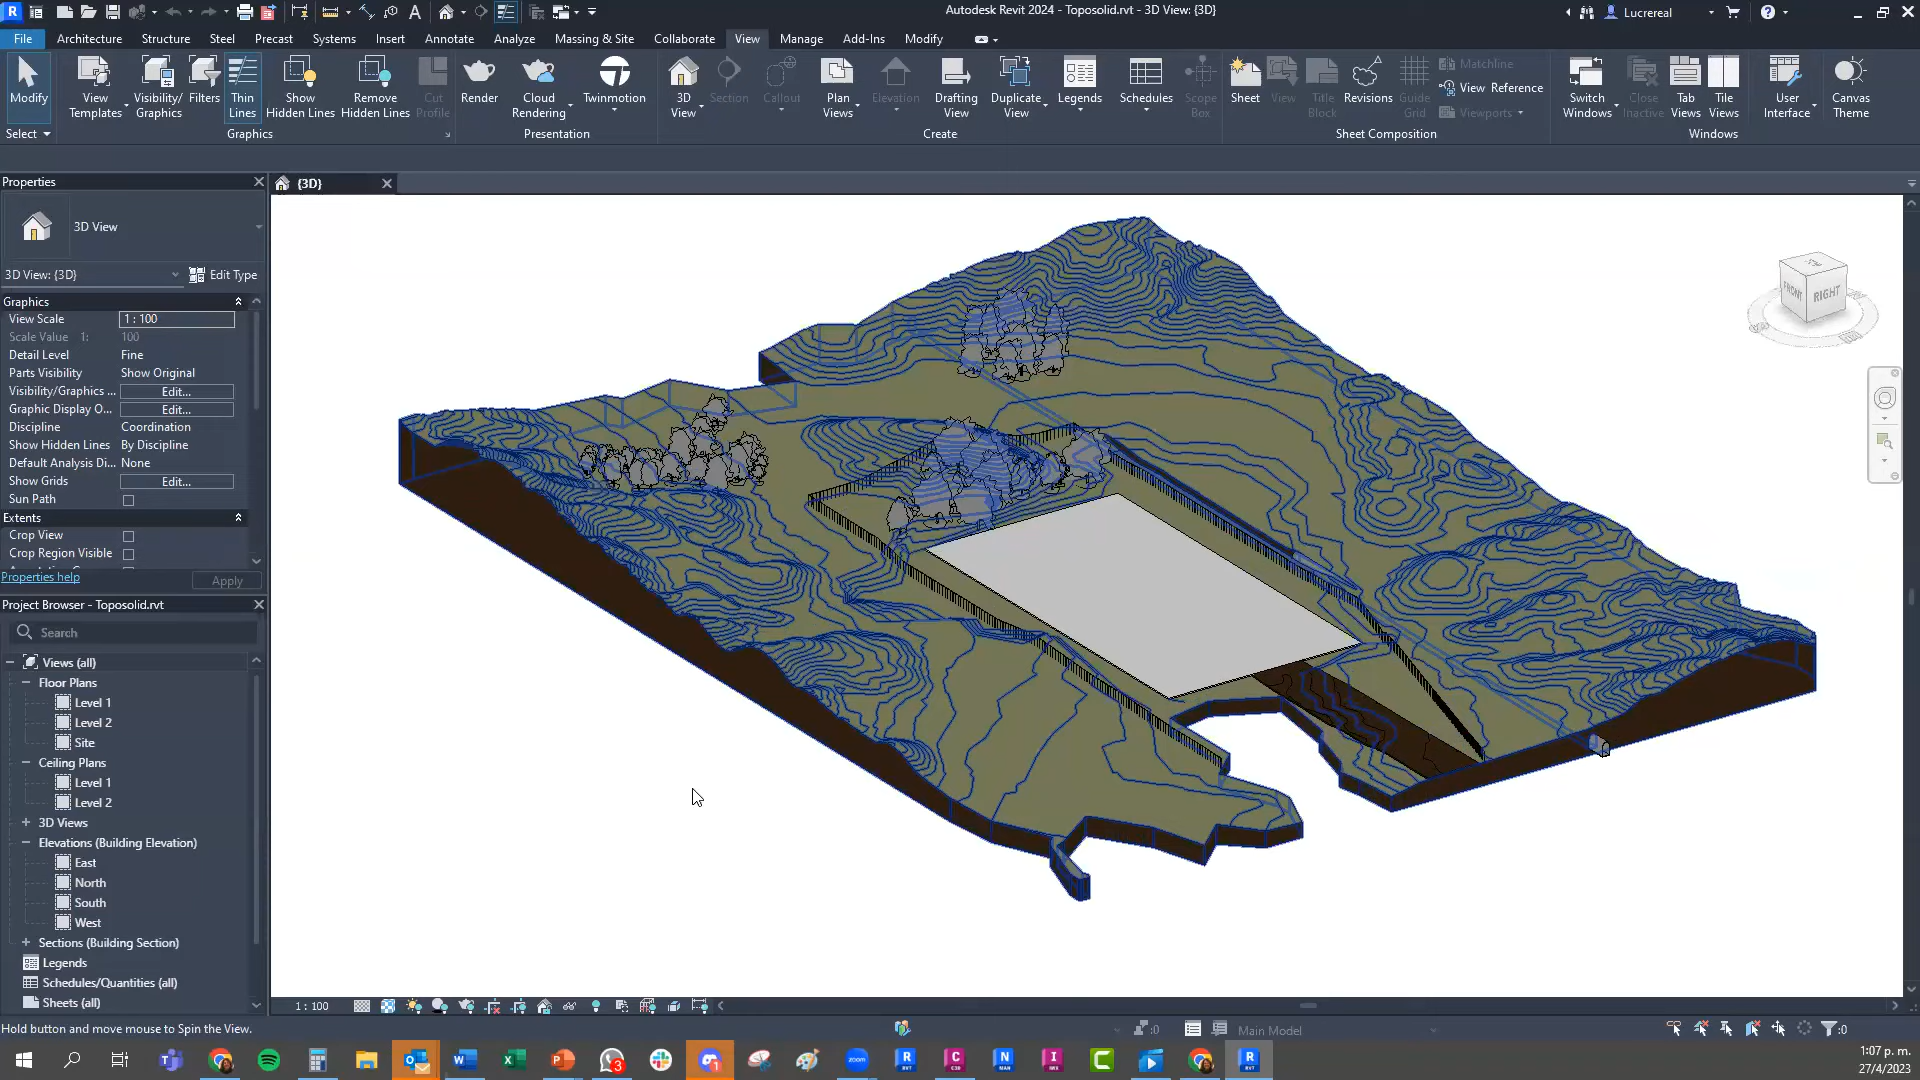 Autodesk Revit 2024 - Toposolid.rvt - 3D View: {3D}
Lucrereal
File Architecture Structure Steel Precast Systems Insert Annotate Analyze Massing & Site Collaborate View Manage Add-Ins Modify
Modify
View Templates
Visibility/ Graphics
Filters
Thin Lines
Show Hidden Lines
Remove Hidden Lines
Cut Profile
Render
Cloud Rendering
Twinmotion
3D View
Section
Callout
Plan Views
Elevation
Drafting View
Duplicate View
Legends
Schedules
Scope Box
Sheet
View
Title Block
Revisions
Guide Grid
Matchline
View Reference
Viewports
Switch Windows
Close Inactive
Tab Views
Tile Views
User Interface
Canvas Theme
Select Graphics Presentation Create Sheet Composition Windows
Properties
{3D}
3D View
3D View: {3D} Edit Type
Graphics
View Scale 1 : 100
Scale Value 1: 100
Detail Level Fine
Parts Visibility Show Original
Visibility/Graphics ... Edit...
Graphic Display O... Edit...
Discipline Coordination
Show Hidden Lines By Discipline
Default Analysis Di... None
Show Grids Edit...
Sun Path
Extents
Crop View
Crop Region Visible
Properties help Apply
FRONT
RIGHT
Project Browser - Toposolid.rvt
Search
Views (all)
Floor Plans
Level 1
Level 2
Site
Ceiling Plans
Level 1
Level 2
3D Views
Elevations (Building Elevation)
East
North
South
West
Sections (Building Section)
Legends
Schedules/Quantities (all)
Sheets (all)
1 : 100
Hold button and move mouse to Spin the View.
:0
Main Model
:0
1:07 p. m.
27/4/2023